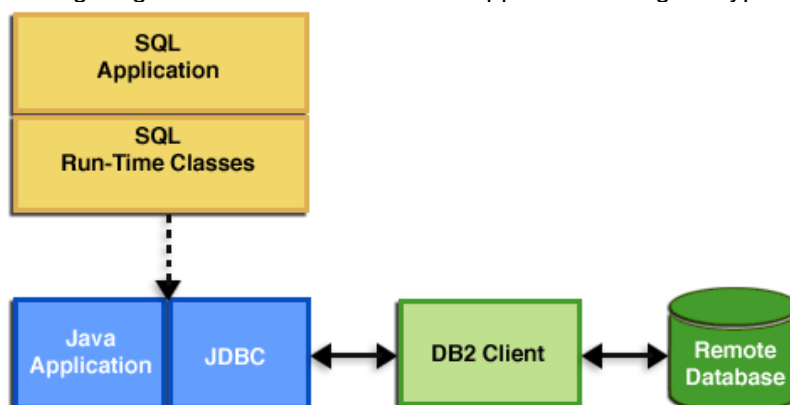 SQL
Application
SQL
Run-Time Classes
Java
Application
JDBC
DB2 Client
Remote
Database